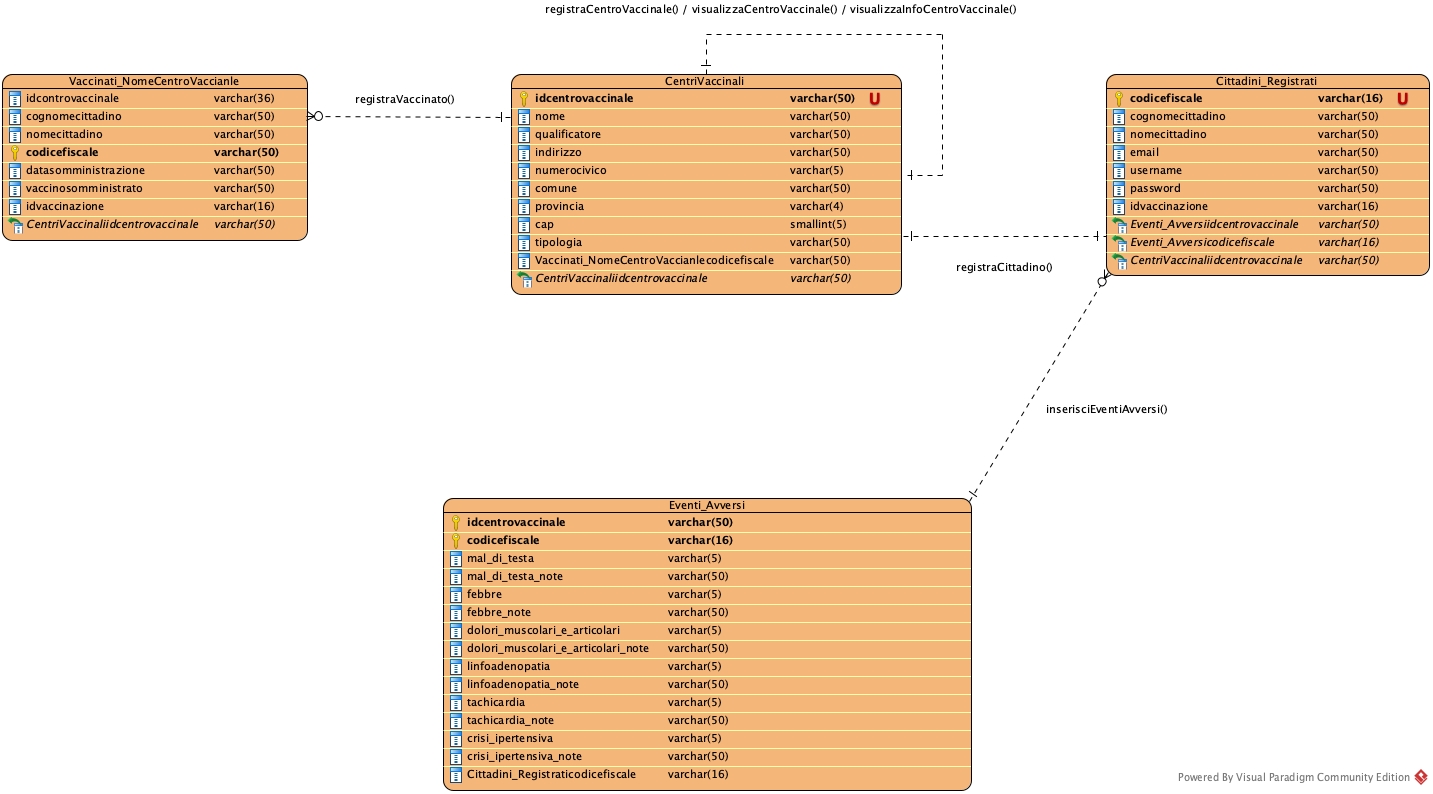 registraCentroVaccinale() / visualizzaCentroVaccinale() / visualizzaInfoCentroVaccinale()
Vaccinati_NomeCentroVaccianle
idcontrovaccinale varchar(36)
cognomecittadino varchar(50)
nomecittadino varchar(50)
codicefiscale varchar(50)
datasomministrazione varchar(50)
vaccinosomministrato varchar(50)
idvaccinazione varchar(16)
CentriVaccinaliidcentrovaccinale varchar(50)
registraVaccinato()
CentriVaccinali
idcentrovaccinale varchar(50) U
nome varchar(50)
qualificatore varchar(50)
indirizzo varchar(50)
numerocivico varchar(5)
comune varchar(50)
provincia varchar(4)
cap smallint(5)
tipologia varchar(50)
Vaccinati_NomeCentroVaccianlecodicefiscale varchar(50)
CentriVaccinaliidcentrovaccinale varchar(50)
registraCittadino()
Cittadini_Registrati
codicefiscale varchar(16) U
cognomecittadino varchar(50)
nomecittadino varchar(50)
email varchar(50)
username varchar(50)
password varchar(50)
idvaccinazione varchar(16)
Eventi_Avversiidcentrovaccinale varchar(50)
Eventi_Avversicodicefiscale varchar(16)
CentriVaccinaliidcentrovaccinale varchar(50)
inserisciEventiAvversi()
Eventi_Avversi
idcentrovaccinale varchar(50)
codicefiscale varchar(16)
mal_di_testa varchar(5)
mal_di_testa_note varchar(50)
febbre varchar(5)
febbre_note varchar(50)
dolori_muscolari_e_articolari varchar(5)
dolori_muscolari_e_articolari_note varchar(50)
linfoadenopatia varchar(5)
linfoadenopatia_note varchar(50)
tachicardia varchar(5)
tachicardia_note varchar(50)
crisi_ipertensiva varchar(5)
crisi_ipertensiva_note varchar(50)
Cittadini_Registraticodicefiscale varchar(16)
Powered By Visual Paradigm Community Edition